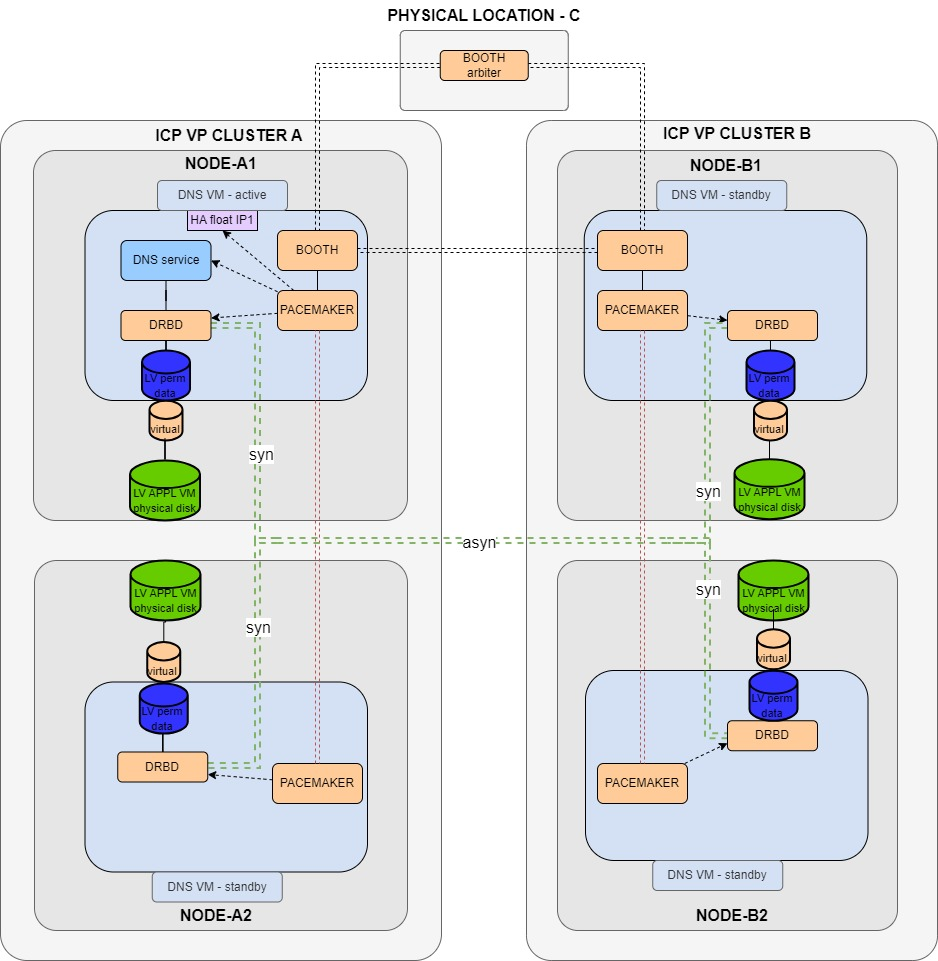 PHYSICAL LOCATION - C
BOOTH
arbiter
ICP VP CLUSTER A
NODE-A1
DNS VM - active
HA float IP1
BOOTH
DNS service
PACEMAKER
DRBD
LV perm
data
virtual
syn
LV APPL VM
physical disk
LV APPL VM
physical disk
syn
virtual
LV perm
data
DRBD
PACEMAKER
DNS VM - standby
NODE-A2
asyn
ICP VP CLUSTER B
NODE-B1
DNS VM - standby
BOOTH
PACEMAKER
DRBD
LV perm
data
virtual
syn
LV APPL VM
physical disk
syn
LV APPL VM
physical disk
virtual
LV perm
data
DRBD
PACEMAKER
DNS VM - standby
NODE-B2